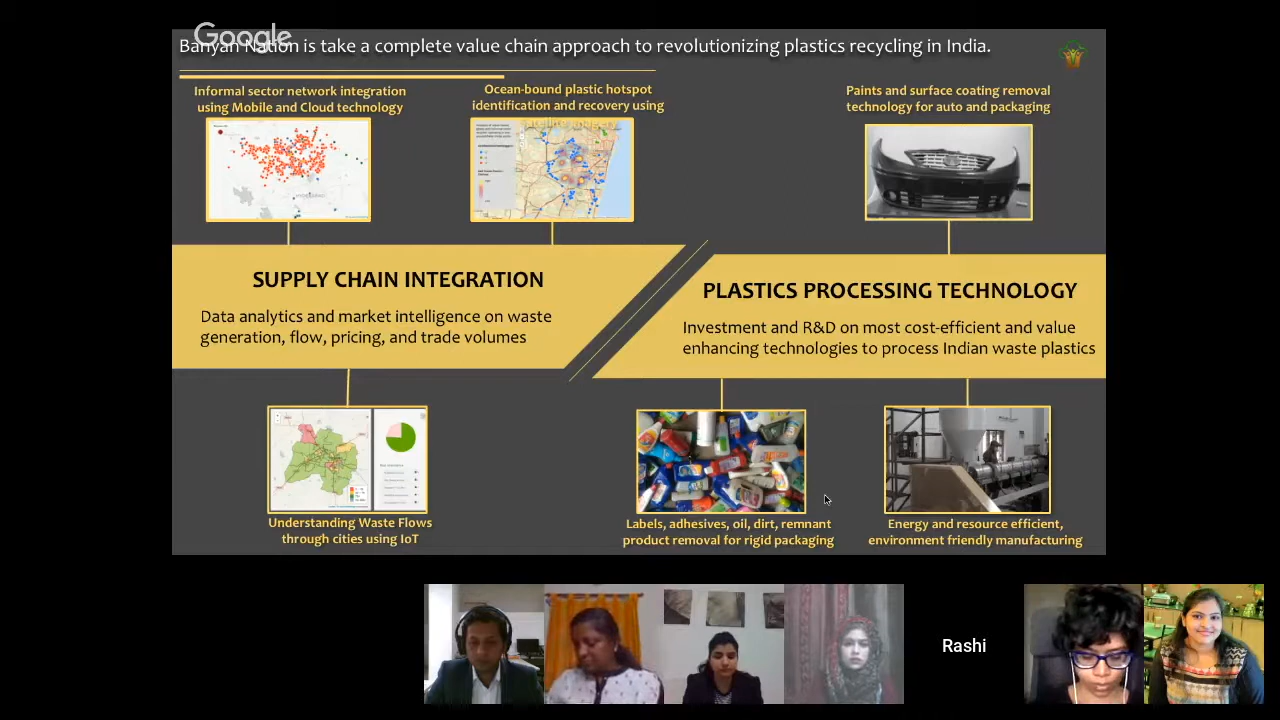 Google
Banyan Nation is take a complete value chain approach to revolutionizing plastics recycling in India.
Informal sector network integration
using Mobile and Cloud technology
Ocean-bound plastic hotspot
identification and recovery using
satellite imagery
Paints and surface coating removal
technology for auto and packaging
SUPPLY CHAIN INTEGRATION
Data analytics and market intelligence on waste
generation, flow, pricing, and trade volumes
PLASTICS PROCESSING TECHNOLOGY
Investment and R&D on most cost-efficient and value
enhancing technologies to process Indian waste plastics
Understanding Waste Flows
through cities using IoT
Labels, adhesives, oil, dirt, remnant
product removal for rigid packaging
Energy and resource efficient,
environment friendly manufacturing
Rashi